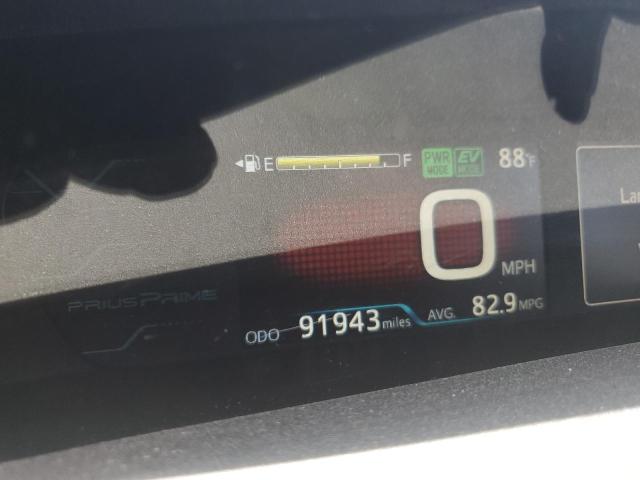 E F PWR MODE EV MODE 88°F
0 MPH
PRIUS PRIME
ODO 91943 miles AVG. 82.9 MPG